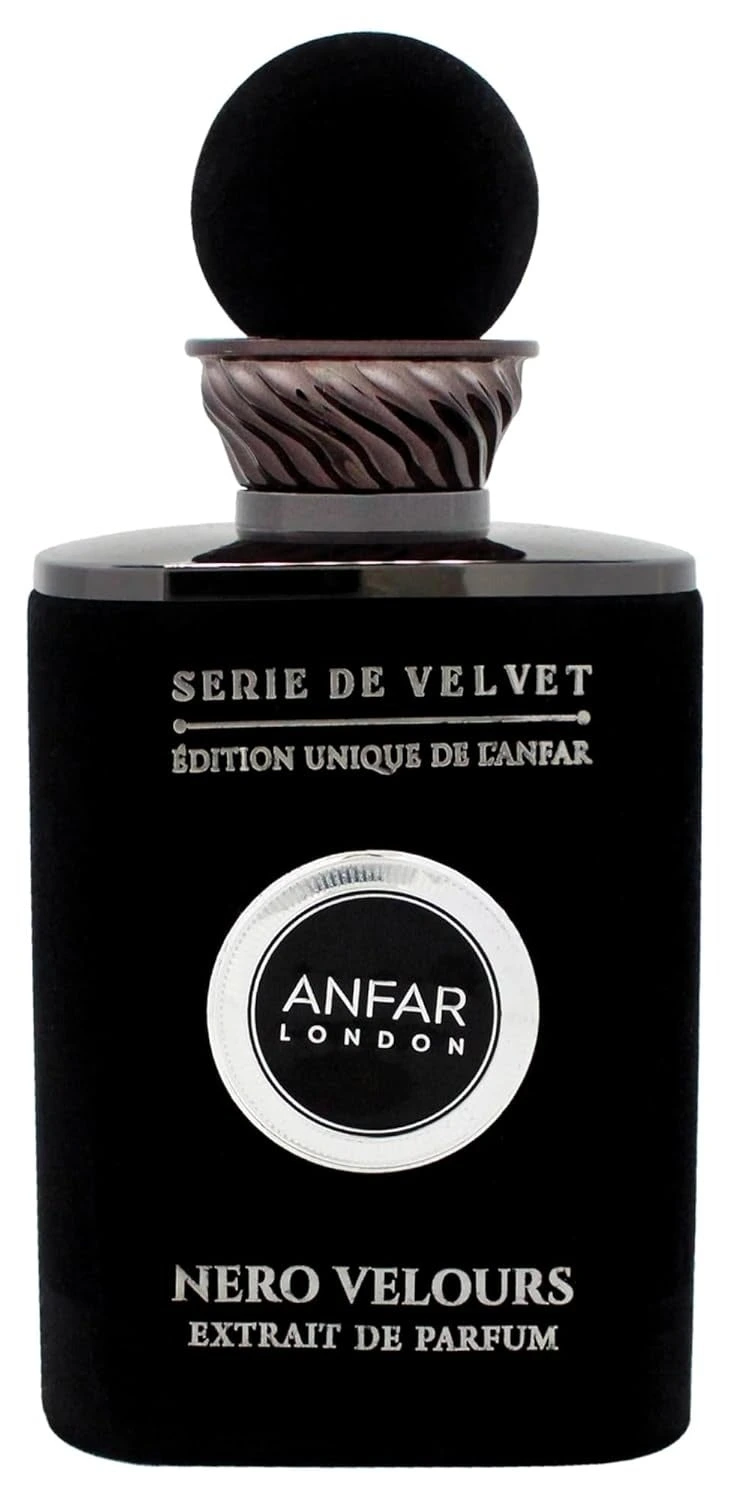 SERIE DE VELVET
ÉDITION UNIQUE DE L'ANFAR
ANFAR
LONDON
NERO VELOURS
EXTRAIT DE PARFUM